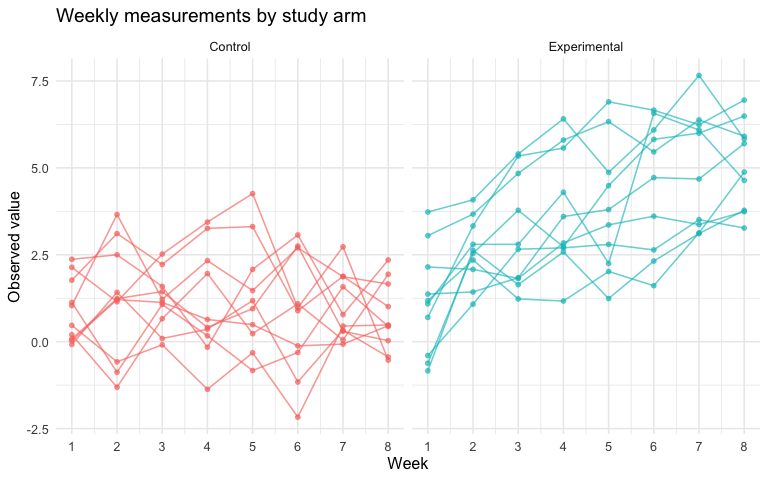 Weekly measurements by study arm
Control
Experimental
Observed value
7.5
5.0
2.5
0.0
-2.5
1 2 3 4 5 6 7 8
1 2 3 4 5 6 7 8
Week